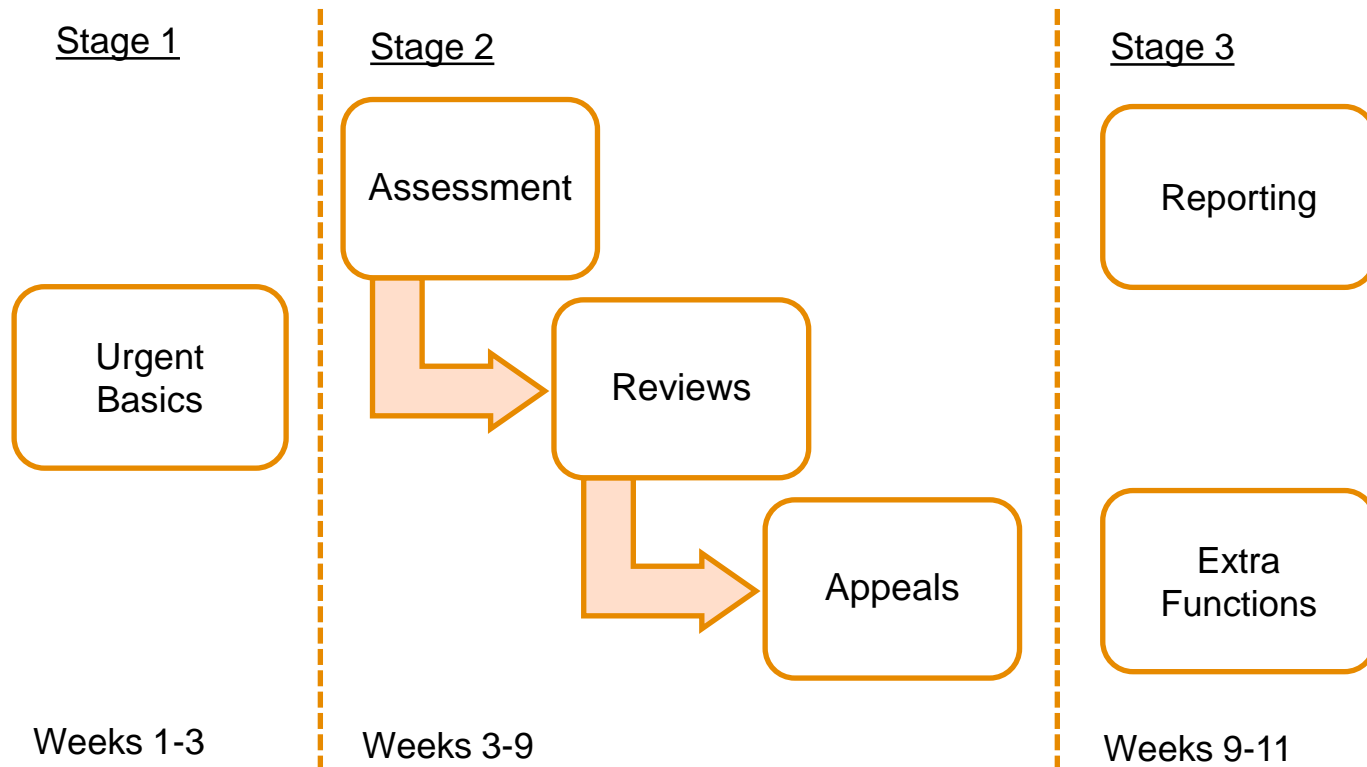 Stage 1
Stage 2
Stage 3
Assessment
Reporting
Urgent
Basics
Reviews
Appeals
Extra
Functions
Weeks 1-3
Weeks 3-9
Weeks 9-11